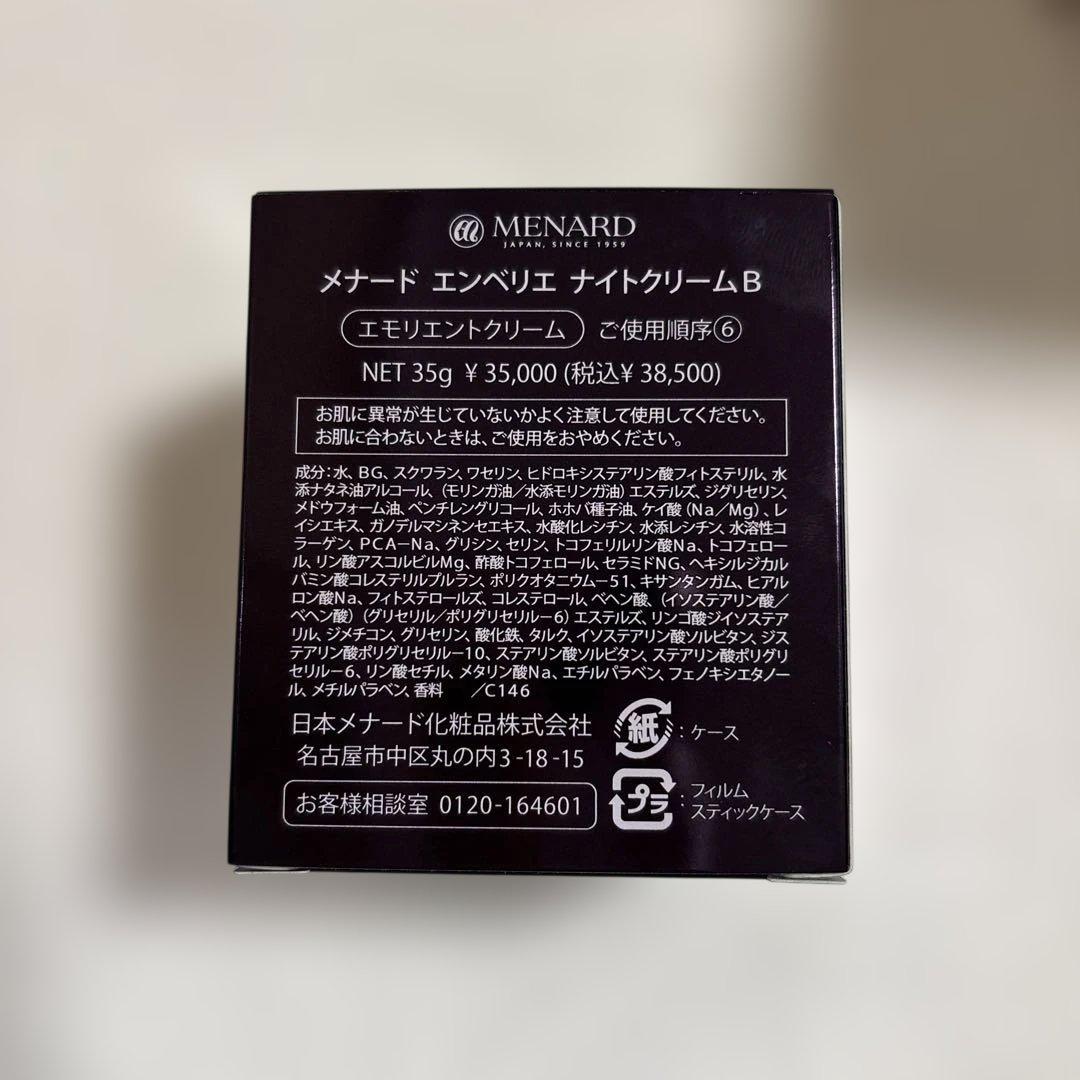 MENARD
JAPAN, SINCE 1959
メナード エンベリエ ナイトクリームB
エモリエントクリーム ご使用順序⑥
NET 35g ¥ 35,000 (税込¥ 38,500)
お肌に異常が生じていないかよく注意して使用してください。
お肌に合わないときは、ご使用をおやめください。
成分：水、BG、スクワラン、ワセリン、ヒドロキシステアリン酸フィトステリル、水
添ナタネ油アルコール、(モリンガ油／水添モリンガ油)エステルズ、ジグリセリン、
メドウフォーム油、ペンチレングリコール、ホホバ種子油、ケイ酸(Na／Mg)、レ
イシエキス、ガノデルマシネンセエキス、水酸化レシチン、水添レシチン、水溶性コ
ラーゲン、PCA−Na、グリシン、セリン、トコフェリルリン酸Na、トコフェロー
ル、リン酸アスコルビルMg、酢酸トコフェロール、セラミドNG、ヘキシルジカル
バミン酸コレステリルプルラン、ポリクオタニウム−51、キサンタンガム、ヒアル
ロン酸Na、フィトステロールズ、コレステロール、ベヘン酸、(イソステアリン酸／
ベヘン酸)(グリセリル／ポリグリセリル−6)エステルズ、リンゴ酸ジイソステア
リル、ジメチコン、グリセリン、酸化鉄、タルク、イソステアリン酸ソルビタン、ジス
テアリン酸ポリグリセリル−10、ステアリン酸ソルビタン、ステアリン酸ポリグリ
セリル−6、リン酸セチル、メタリン酸Na、エチルパラベン、フェノキシエタノー
ル、メチルパラベン、香料 ／C146
日本メナード化粧品株式会社
名古屋市中区丸の内3-18-15
お客様相談室 0120-164601
紙：ケース
プラ：フィルム
スティックケース